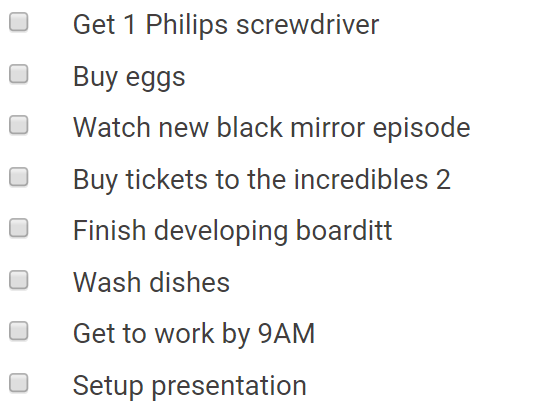 Get 1 Philips screwdriver
Buy eggs
Watch new black mirror episode
Buy tickets to the incredibles 2
Finish developing boarditt
Wash dishes
Get to work by 9AM
Setup presentation